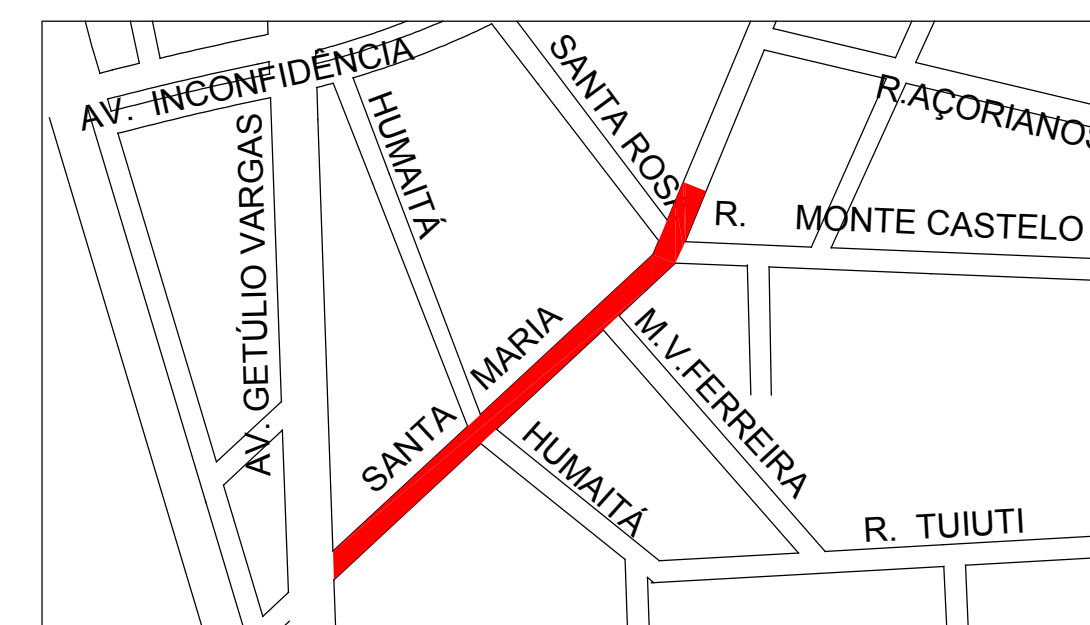 AV. INCONFIDÊNCIA
SANTA ROSA
R.AÇORIANOS
HUMAITÁ
AV. GETÚLIO VARGAS
R. MONTE CASTELO
SANTA MARIA
M.V.FERREIRA
HUMAITÁ
R. TUIUTI